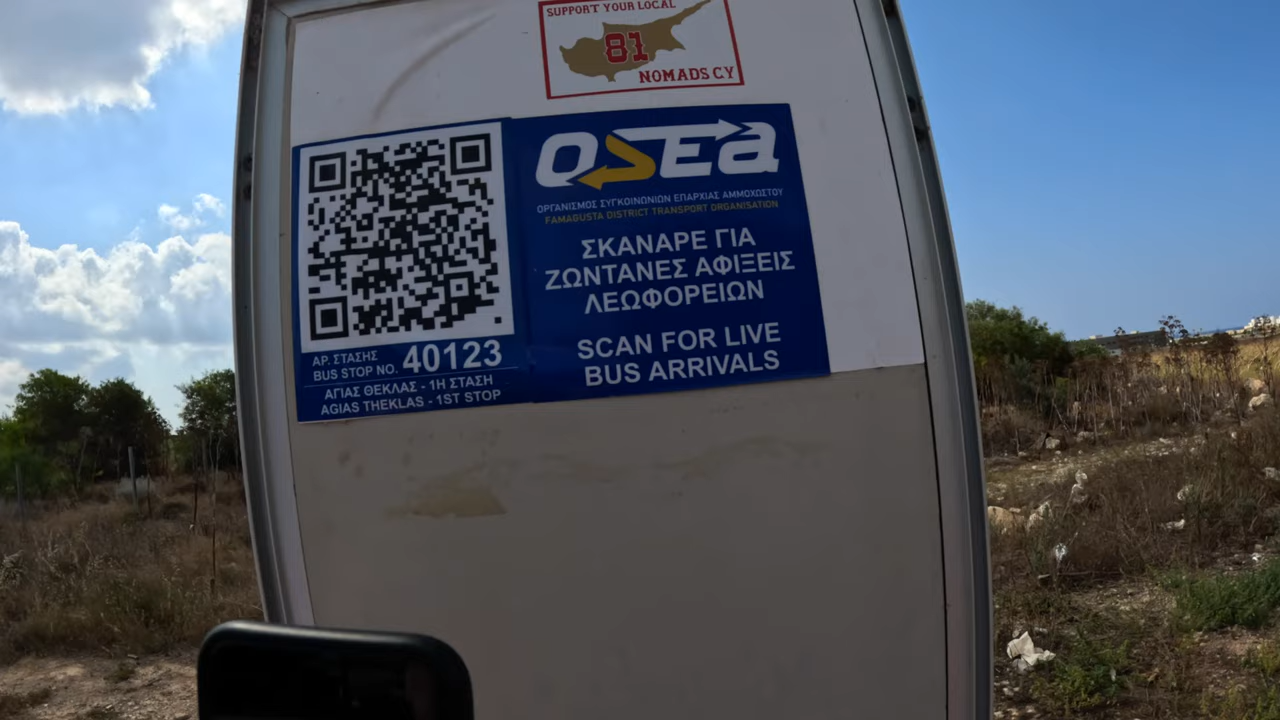 SUPPORT YOUR LOCAL
81
NOMADS C.Y
OSEa
ΟΡΓΑΝΙΣΜΟΣ ΣΥΓΚΟΙΝΩΝΙΩΝ ΕΠΑΡΧΙΑΣ ΑΜΜΟΧΩΣΤΟΥ
FAMAGUSTA DISTRICT TRANSPORT ORGANISATION
ΣΚΑΝΑΡΕ ΓΙΑ
ΖΩΝΤΑΝΕΣ ΑΦΙΞΕΙΣ
ΛΕΩΦΟΡΕΙΩΝ
SCAN FOR LIVE
BUS ARRIVALS
ΑΡ. ΣΤΑΣΗΣ
BUS STOP NO. 40123
ΑΓΙΑΣ ΘΕΚΛΑΣ - 1Η ΣΤΑΣΗ
AGIAS THEKLAS - 1ST STOP